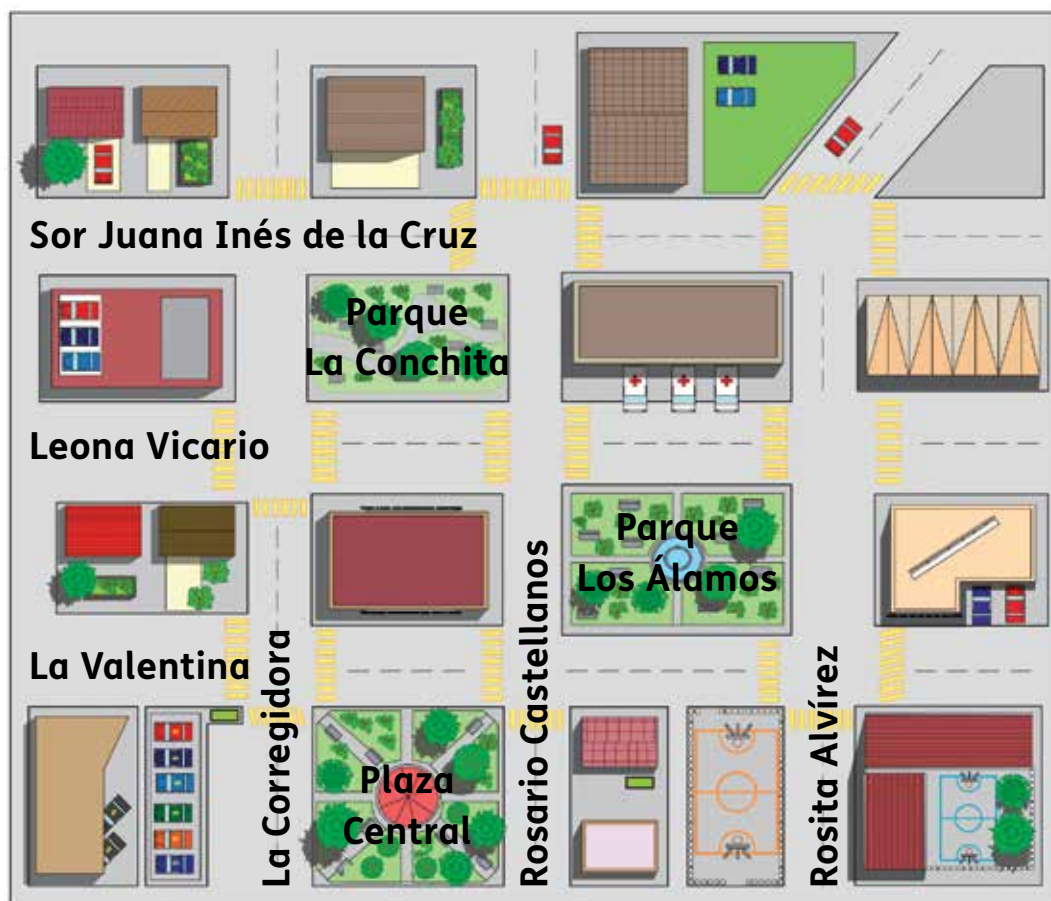 Sor Juana Inés de la Cruz
Parque
La Conchita
Leona Vicario
Parque
Los Álamos
La Valentina
La Corregidora
Rosario Castellanos
Rosita Alvírez
Plaza
Central